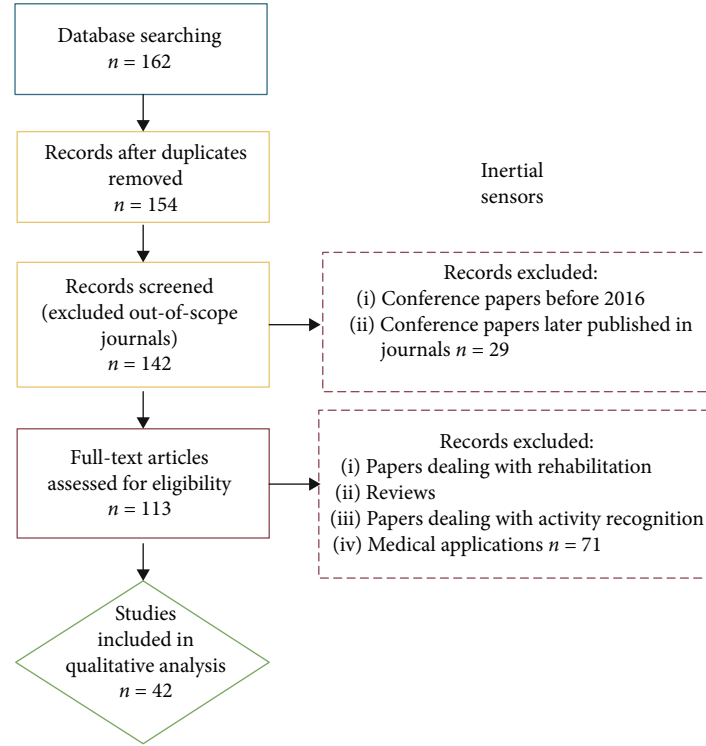 Database searching
n = 162
Records after duplicates
removed
n = 154
Inertial
sensors
Records screened
(excluded out-of-scope
journals)
n = 142
Records excluded:
(i) Conference papers before 2016
(ii) Conference papers later published in
journals n = 29
Full-text articles
assessed for eligibility
n = 113
Records excluded:
(i) Papers dealing with rehabilitation
(ii) Reviews
(iii) Papers dealing with activity recognition
(iv) Medical applications n = 71
Studies
included in
qualitative analysis
n = 42